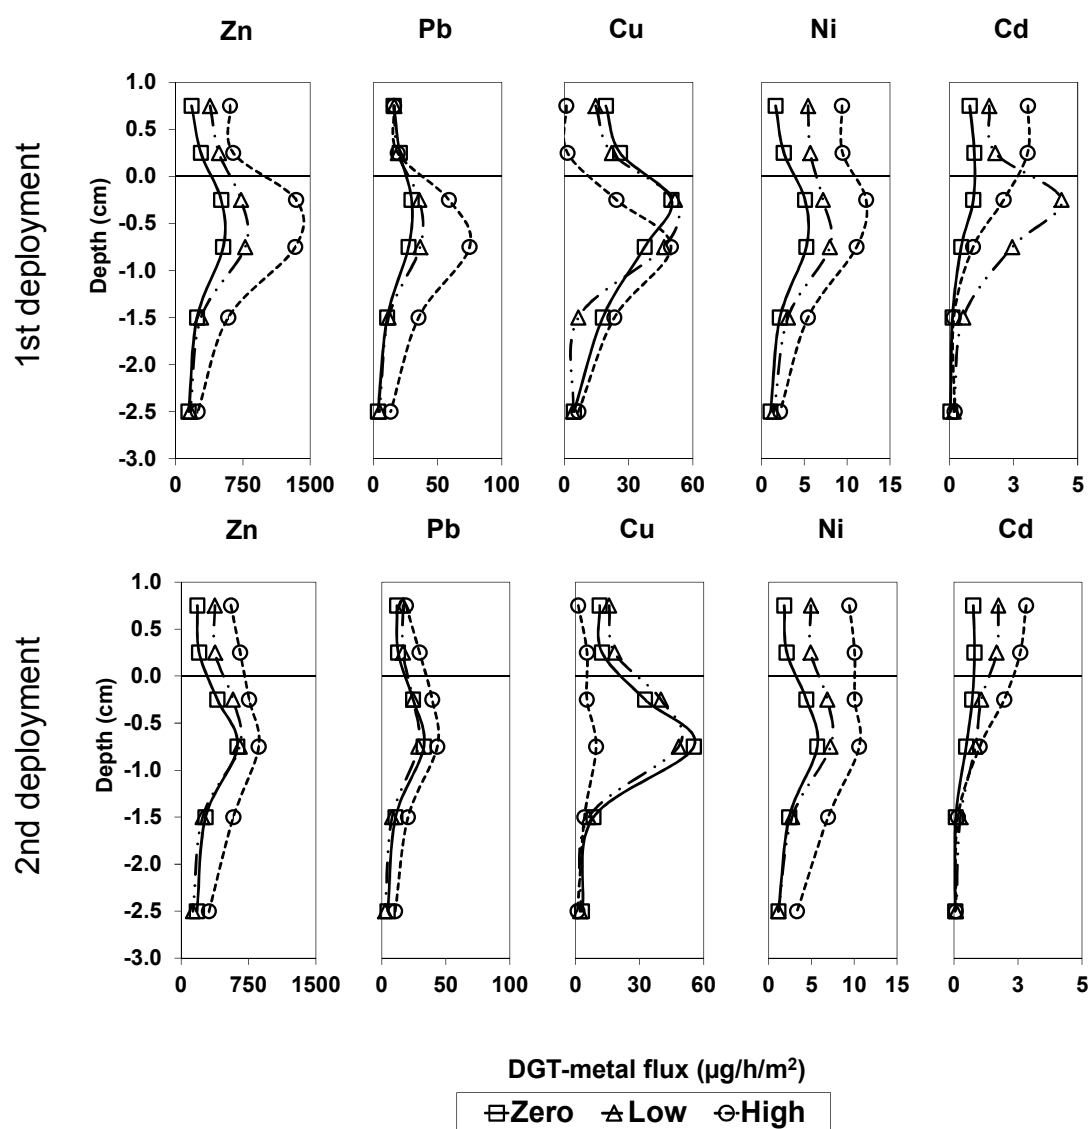 Zn Pb Cu Ni Cd
1st deployment
Depth (cm)
1.0
0.5
0.0
-0.5
-1.0
-1.5
-2.0
-2.5
-3.0
0 750 1500 0 50 100 0 30 60 0 5 10 15 0 3 5
Zn Pb Cu Ni Cd
2nd deployment
Depth (cm)
1.0
0.5
0.0
-0.5
-1.0
-1.5
-2.0
-2.5
-3.0
0 750 1500 0 50 100 0 30 60 0 5 10 15 0 3 5
DGT-metal flux (µg/h/m²)
Zero Low High